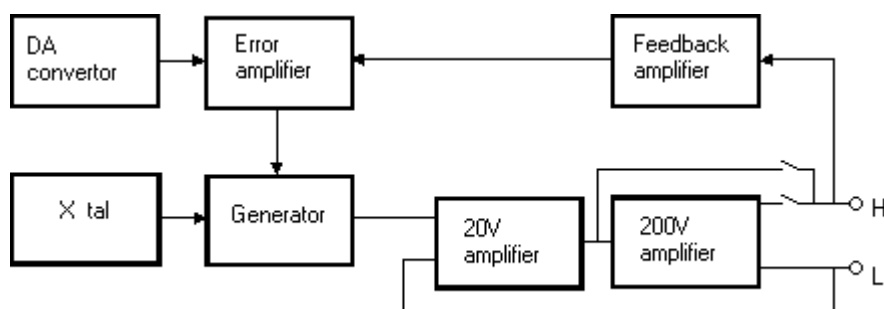 DA
convertor
Error
amplifier
Feedback
amplifier
X tal
Generator
20V
amplifier
200V
amplifier
H
L